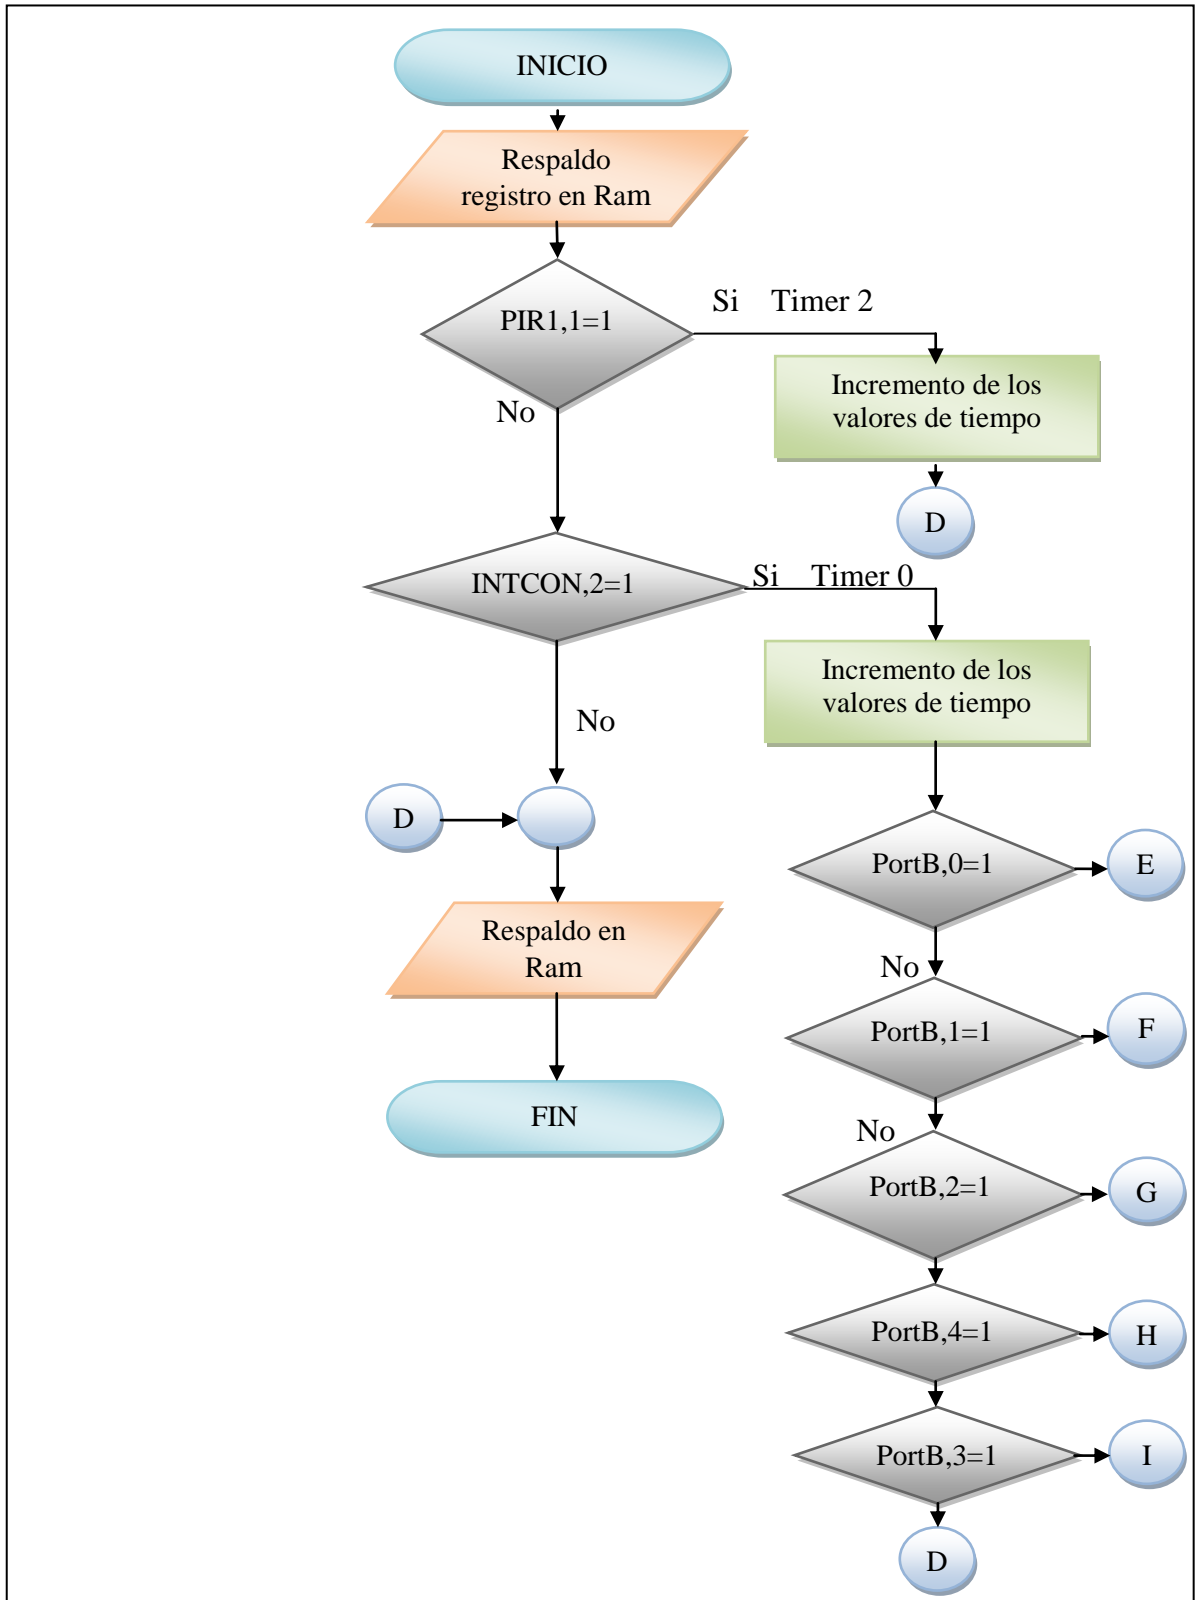 INICIO
Respaldo
registro en Ram
PIR1,1=1
Si Timer 2
Incremento de los
valores de tiempo
No
D
INTCON,2=1
Si Timer 0
Incremento de los
valores de tiempo
No
D
PortB,0=1
E
Respaldo en
Ram
No
PortB,1=1
F
FIN
No
PortB,2=1
G
PortB,4=1
H
PortB,3=1
I
D